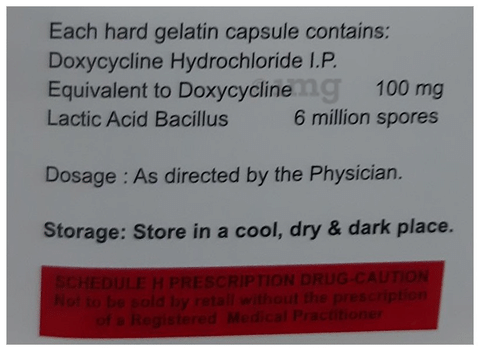 Each hard gelatin capsule contains:
Doxycycline Hydrochloride I.P.
Equivalent to Doxycycline 100 mg
Lactic Acid Bacillus 6 million spores
Dosage : As directed by the Physician.
Storage: Store in a cool, dry & dark place.
SCHEDULE H PRESCRIPTION DRUG-CAUTION
Not to be sold by retail without the prescription
of a Registered Medical Practitioner